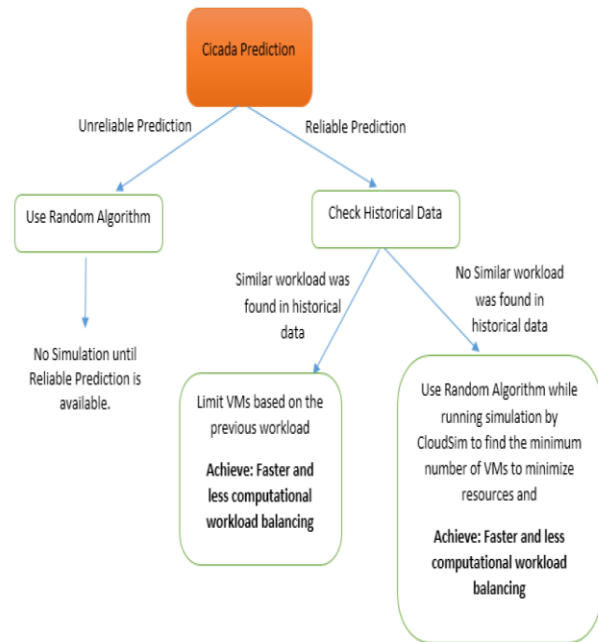 Cicada Prediction
Unreliable Prediction
Reliable Prediction
Use Random Algorithm
Check Historical Data
Similar workload was
found in historical
data
No Similar workload
was found in
historical data
No Simulation until
Reliable Prediction is
available.
Limit VMs based on the
previous workload
Achieve: Faster and
less computational
workload balancing
Use Random Algorithm while
running simulation by
CloudSim to find the minimum
number of VMs to minimize
resources and
Achieve: Faster and less
computational workload
balancing